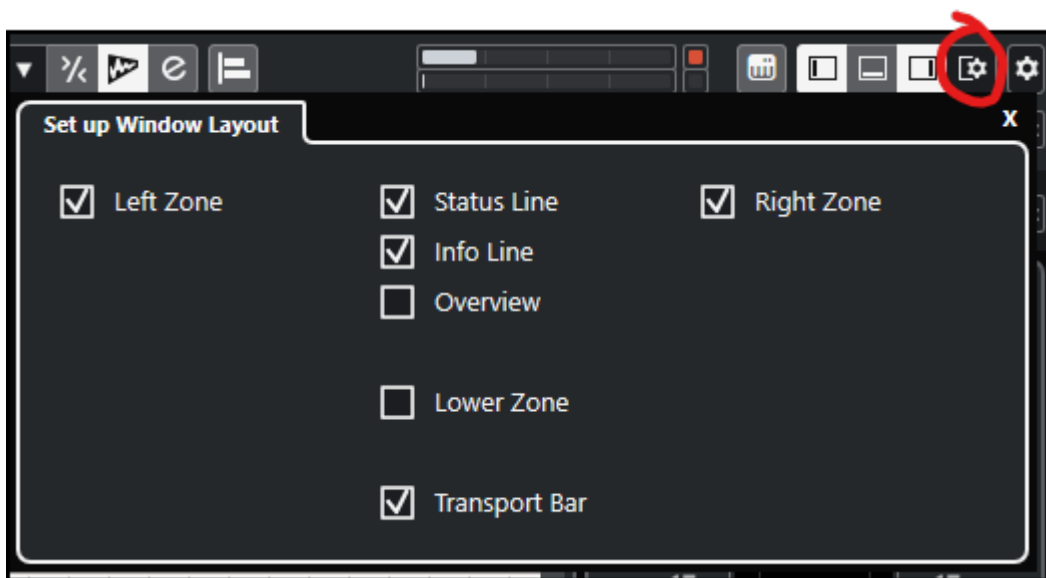 Set up Window Layout X
Left Zone Status Line Right Zone
Info Line
Overview
Lower Zone
Transport Bar